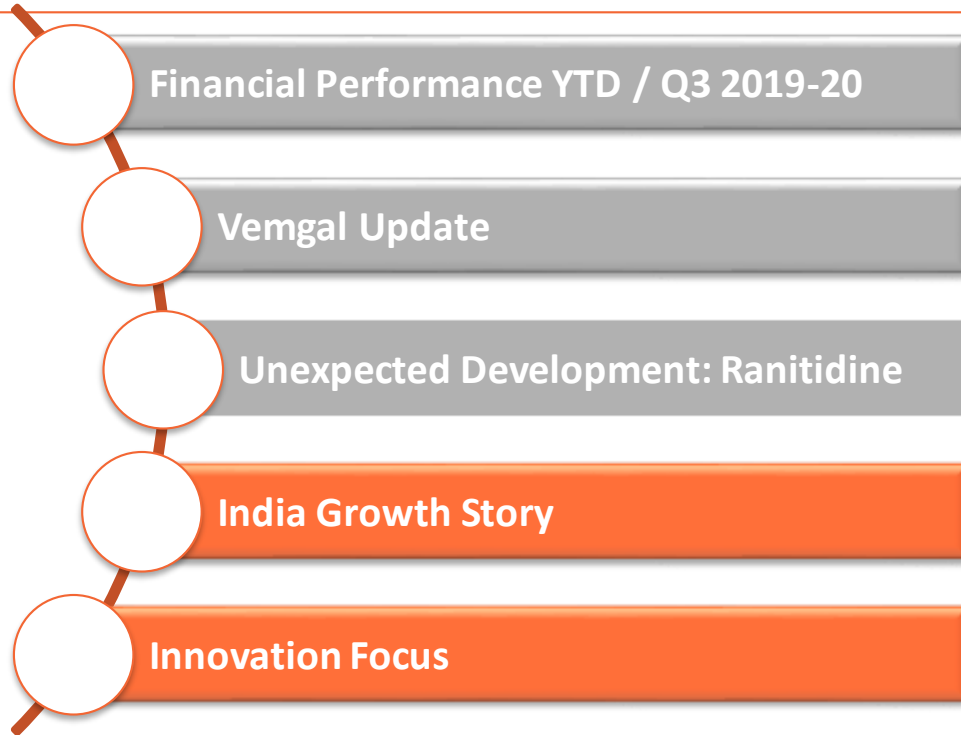 Financial Performance YTD / Q3 2019-20
Vemgal Update
Unexpected Development: Ranitidine
India Growth Story
Innovation Focus